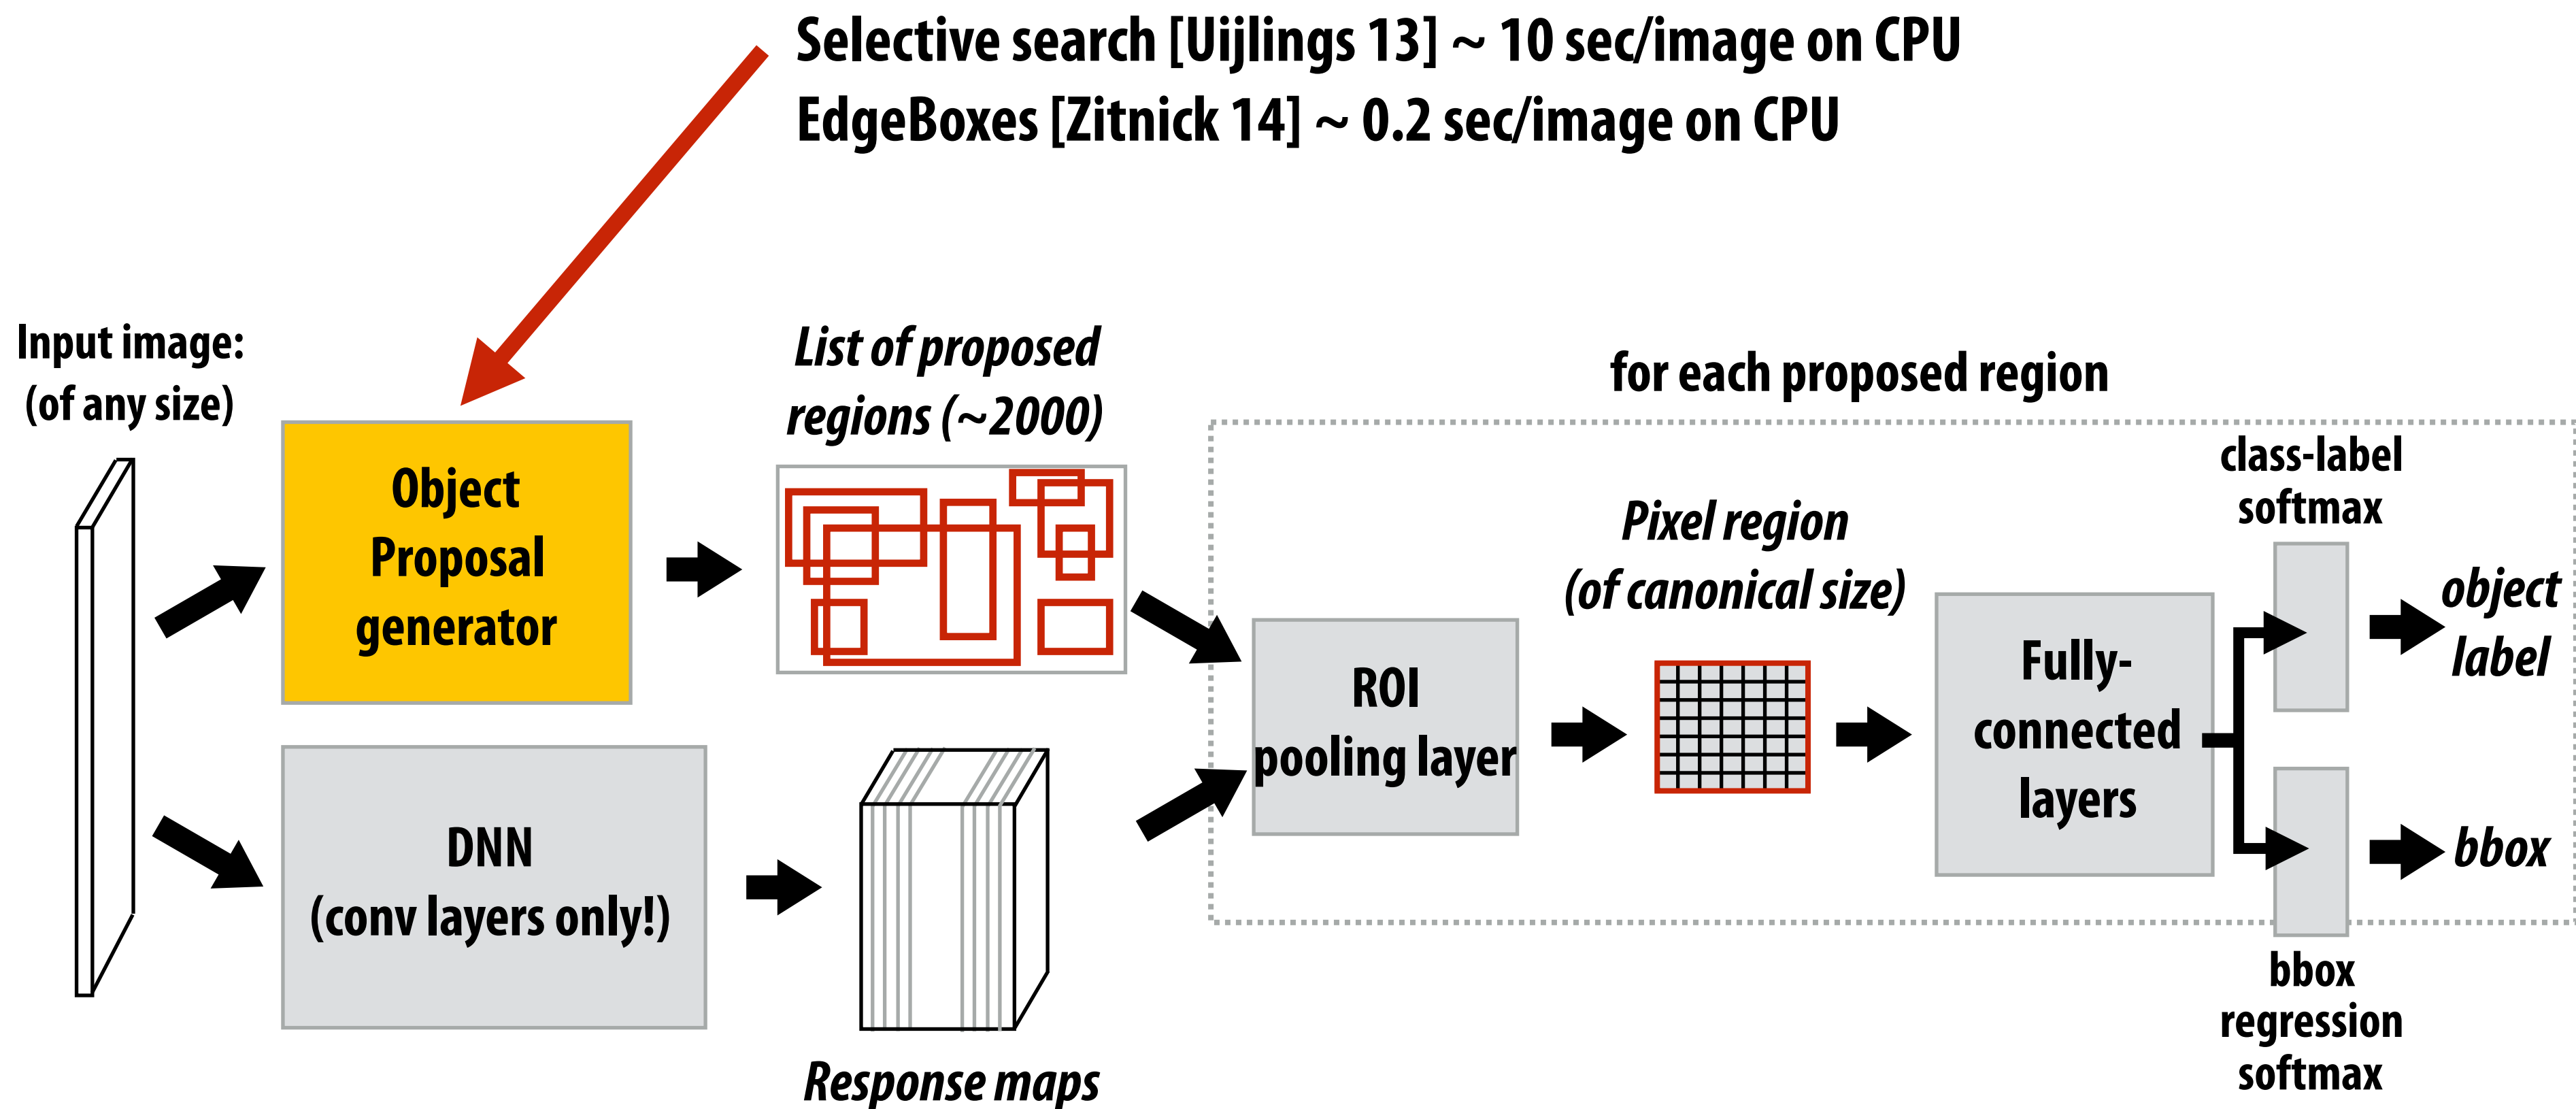 Selective search [Uijlings 13] ~ 10 sec/image on CPU
EdgeBoxes [Zitnick 14] ~ 0.2 sec/image on CPU
Input image:
(of any size)
Object
Proposal
generator
List of proposed
regions (~2000)
DNN
(conv layers only!)
Response maps
for each proposed region
ROI
pooling layer
Pixel region
(of canonical size)
Fully-
connected
layers
class-label
softmax
object
label
bbox
bbox
regression
softmax